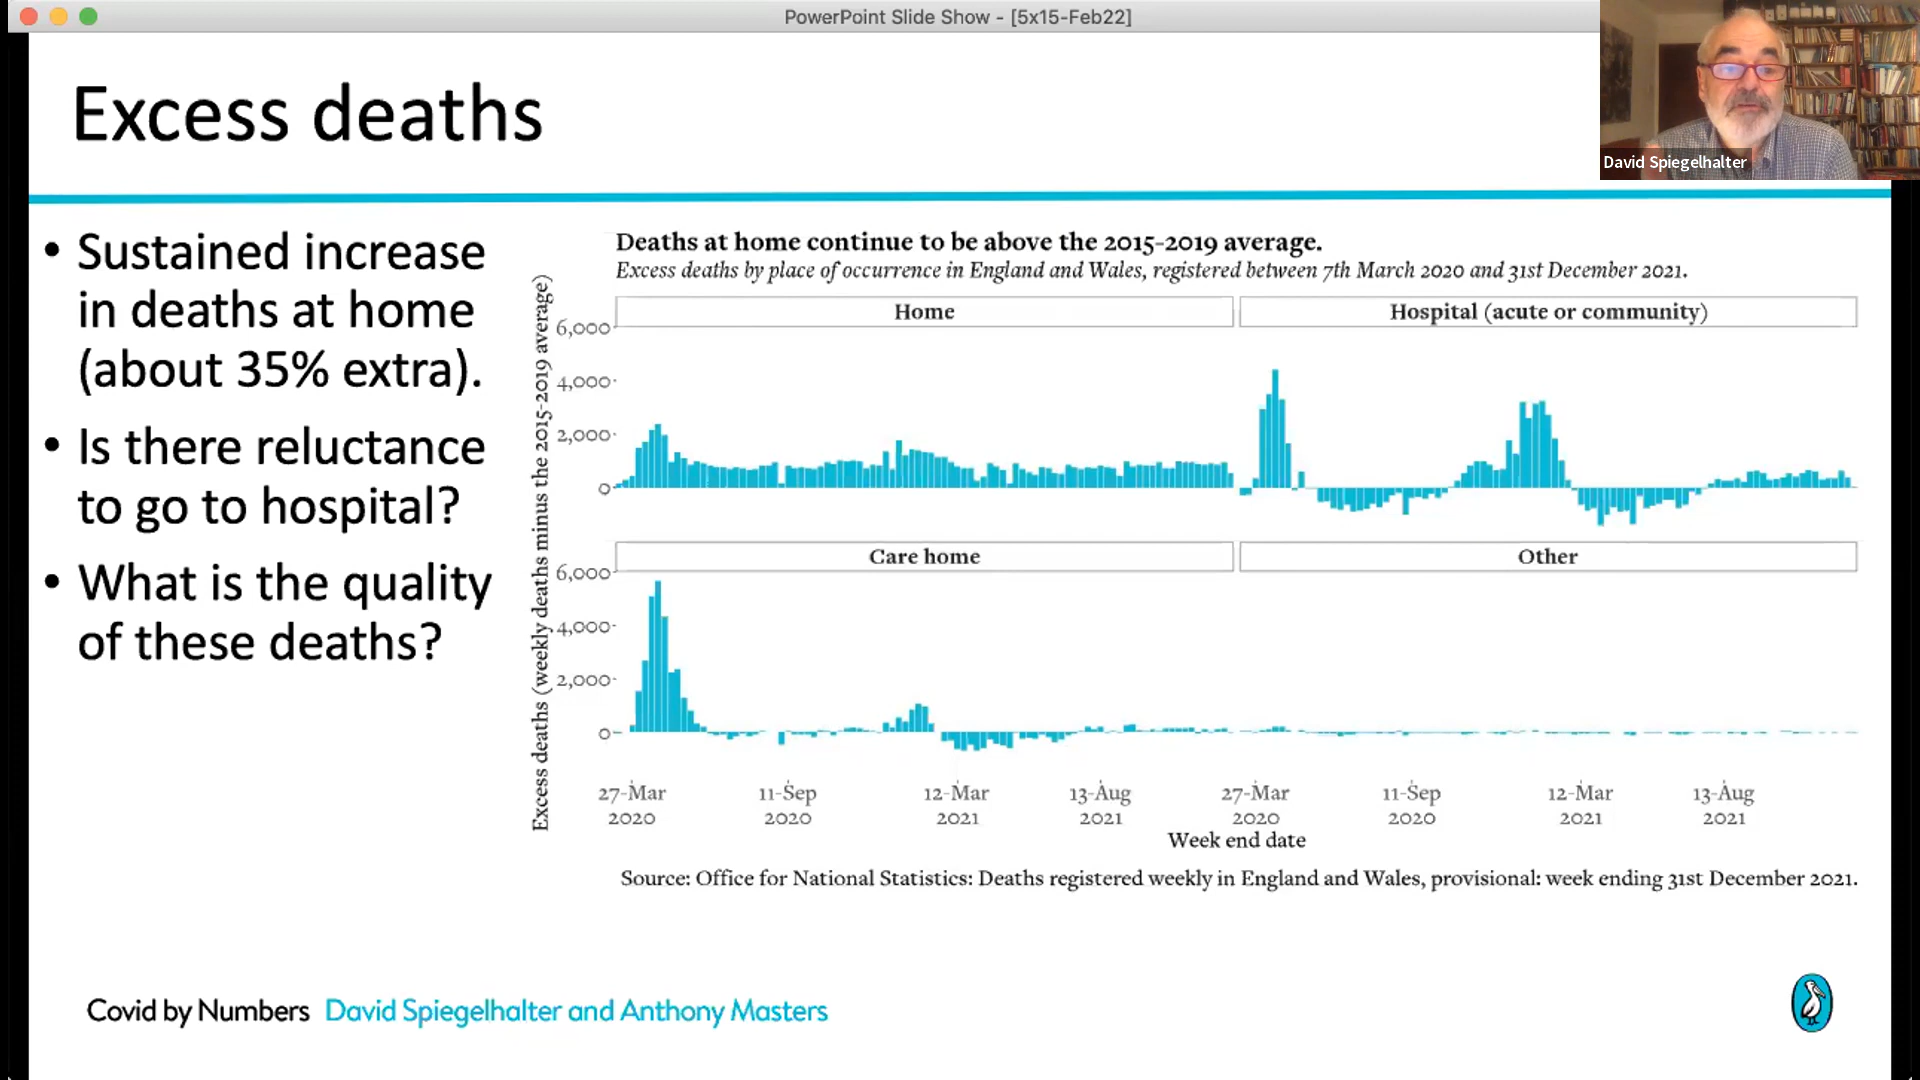 PowerPoint Slide Show - [5x15-Feb22]
David Spiegelhalter
Excess deaths
• Sustained increase
in deaths at home
(about 35% extra).
• Is there reluctance
to go to hospital?
• What is the quality
of these deaths?
Deaths at home continue to be above the 2015-2019 average.
Excess deaths by place of occurrence in England and Wales, registered between 7th March 2020 and 31st December 2021.
Excess deaths (weekly deaths minus the 2015-2019 average)
Home
Hospital (acute or community)
6,000
4,000
2,000
0
Care home
Other
6,000
4,000
2,000
0
27-Mar 11-Sep 12-Mar 13-Aug 27-Mar 11-Sep 12-Mar 13-Aug
2020 2020 2021 2021 2020 2020 2021 2021
Week end date
Source: Office for National Statistics: Deaths registered weekly in England and Wales, provisional: week ending 31st December 2021.
Covid by Numbers David Spiegelhalter and Anthony Masters